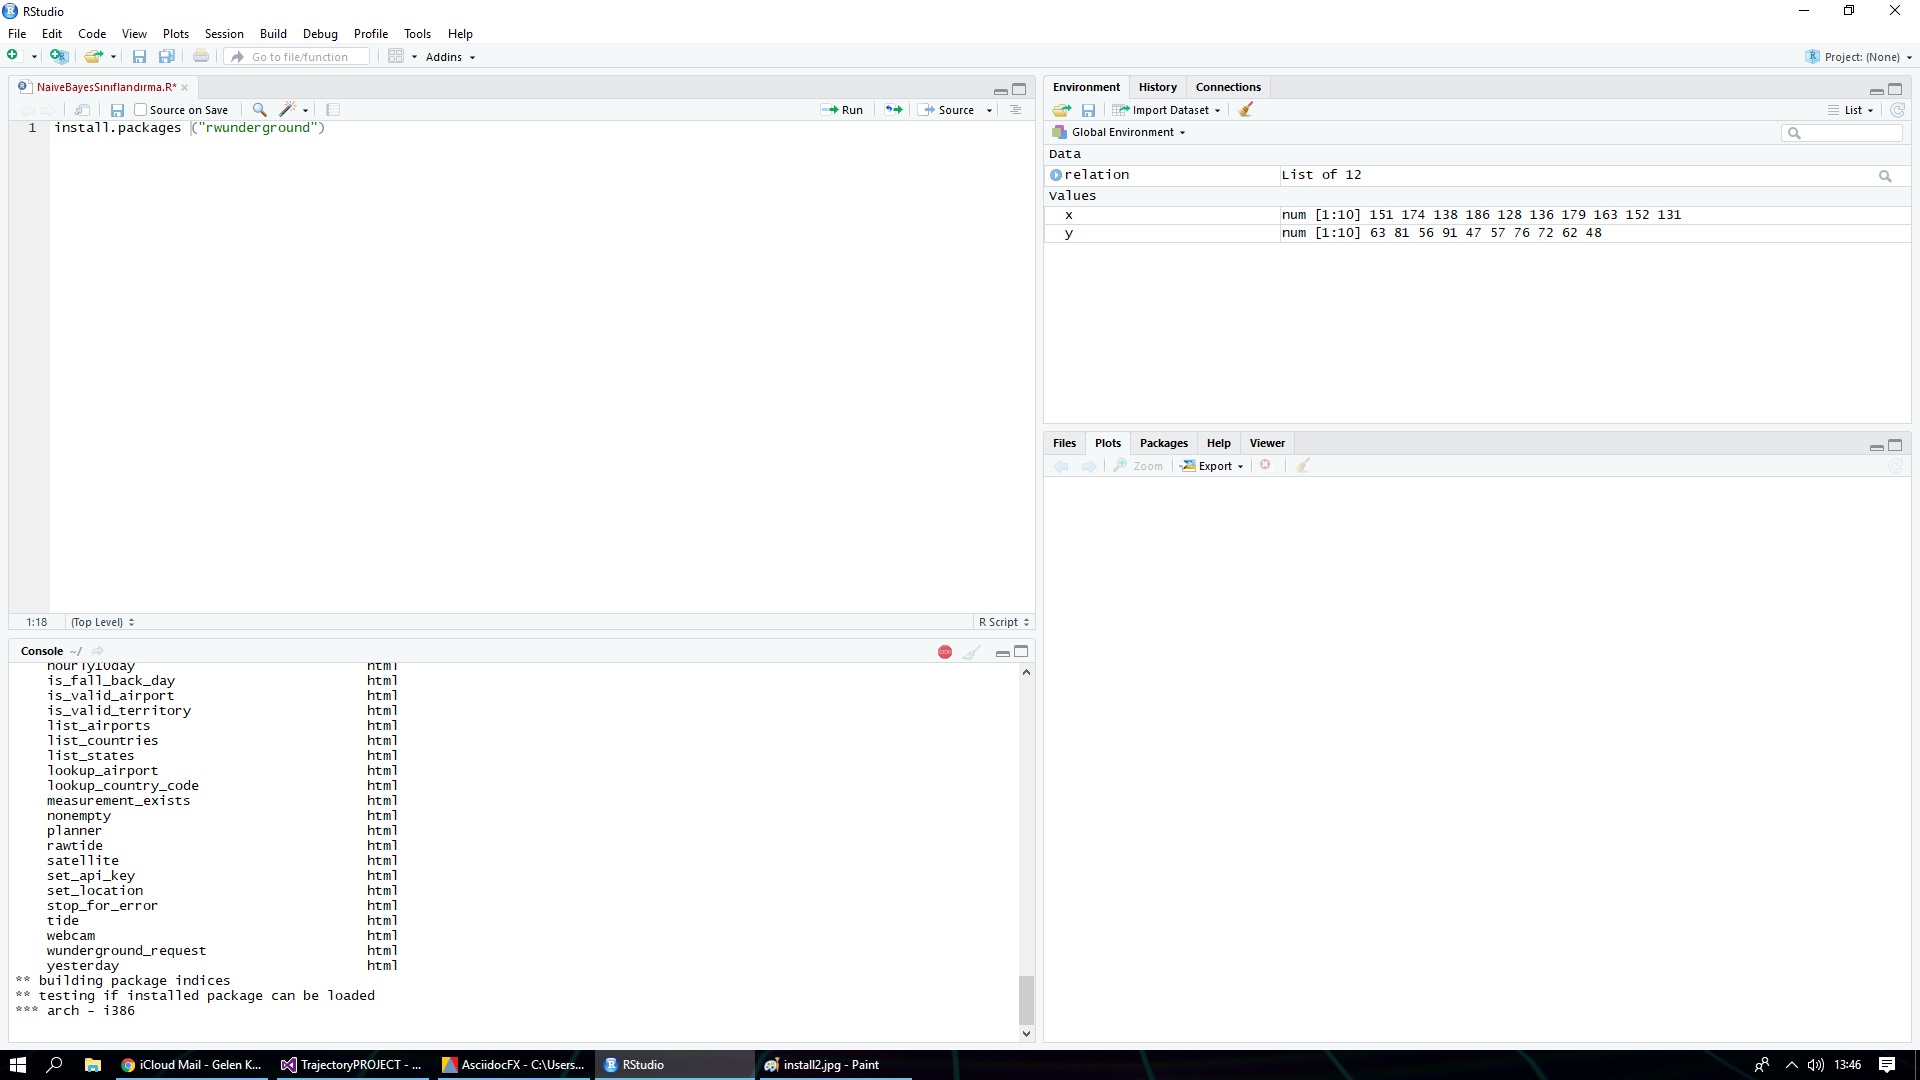 RStudio
File Edit Code View Plots Session Build Debug Profile Tools Help
Go to file/function Addins Project: (None)
NaiveBayesSınıflandırma.R*
Source on Save Run Source
1 install.packages ("rwunderground")
1:18 (Top Level) R Script
Console ~/
hourly10day html
is_fall_back_day html
is_valid_airport html
is_valid_territory html
list_airports html
list_countries html
list_states html
lookup_airport html
lookup_country_code html
measurement_exists html
nonempty html
planner html
rawtide html
satellite html
set_api_key html
set_location html
stop_for_error html
tide html
webcam html
wunderground_request html
yesterday html
** building package indices
** testing if installed package can be loaded
*** arch - i386
Environment History Connections
Import Dataset List
Global Environment
Data
relation List of 12
Values
x num [1:10] 151 174 138 186 128 136 179 163 152 131
y num [1:10] 63 81 56 91 47 57 76 72 62 48
Files Plots Packages Help Viewer
Zoom Export
iCloud Mail - Gelen K... TrajectoryPROJECT - ... AsciidocFX - C:\Users... RStudio install2.jpg - Paint 13:46